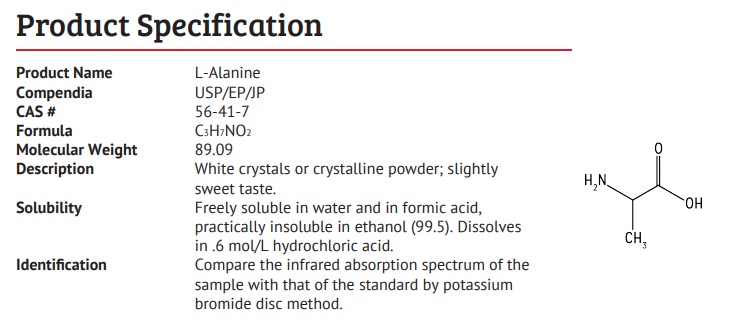 Product Specification
Product Name L-Alanine
Compendia USP/EP/JP
CAS # 56-41-7
Formula C₃H₇NO₂
Molecular Weight 89.09
Description White crystals or crystalline powder; slightly
sweet taste.
Solubility Freely soluble in water and in formic acid,
practically insoluble in ethanol (99.5). Dissolves
in .6 mol/L hydrochloric acid.
Identification Compare the infrared absorption spectrum of the
sample with that of the standard by potassium
bromide disc method.
O
H₂N
OH
CH₃